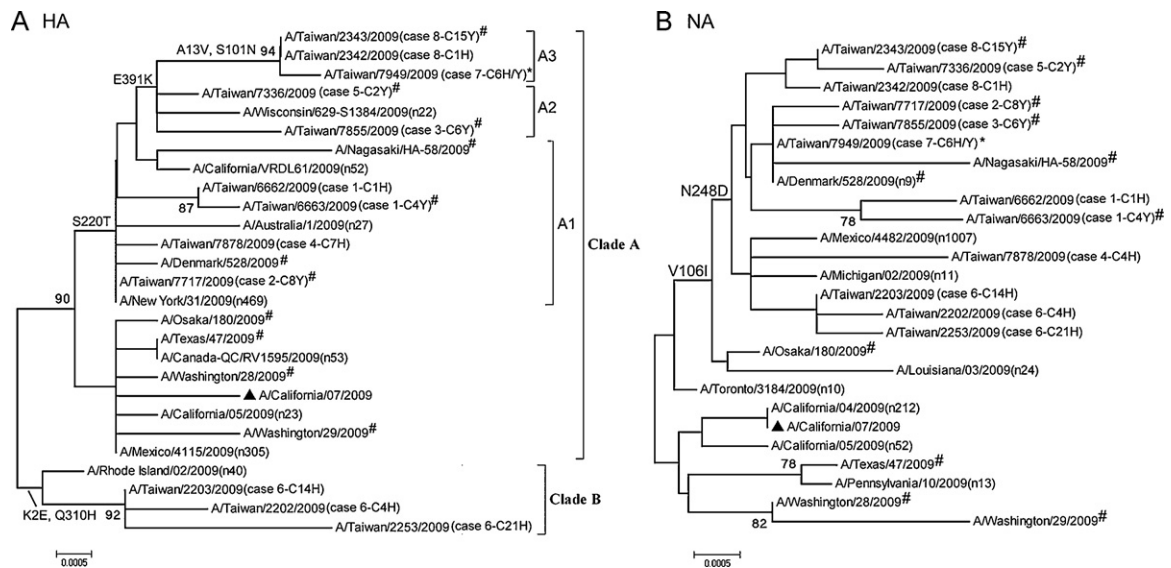 A HA
A/Taiwan/2343/2009 (case 8-C15Y)#
A13V, S101N 94
A/Taiwan/2342/2009 (case 8-C1H)
A3
A/Taiwan/7949/2009 (case 7-C6H/Y)*
E391K
A/Taiwan/7336/2009 (case 5-C2Y)#
A/Wisconsin/629-S1384/2009(n22)
A2
A/Taiwan/7855/2009 (case 3-C6Y)#
A/Nagasaki/HA-58/2009#
A/California/VRDL61/2009(n52)
A/Taiwan/6662/2009 (case 1-C1H)
87
A/Taiwan/6663/2009 (case 1-C4Y)#
S220T
A1
A/Australia/1/2009(n27)
A/Taiwan/7878/2009 (case 4-C7H)
Clade A
A/Denmark/528/2009#
A/Taiwan/7717/2009 (case 2-C8Y)#
90
A/New York/31/2009(n469)
A/Osaka/180/2009#
A/Texas/47/2009#
A/Canada-QC/RV1595/2009(n53)
A/Washington/28/2009#
▲ A/California/07/2009
A/California/05/2009(n23)
A/Washington/29/2009#
A/Mexico/4115/2009(n305)
A/Rhode Island/02/2009(n40)
A/Taiwan/2203/2009 (case 6-C14H)
K2E, Q310H
92
A/Taiwan/2202/2009 (case 6-C4H)
Clade B
A/Taiwan/2253/2009 (case 6-C21H)
0.0005
B NA
A/Taiwan/2343/2009 (case 8-C15Y)#
A/Taiwan/7336/2009 (case 5-C2Y)#
A/Taiwan/2342/2009 (case 8-C1H)
A/Taiwan/7717/2009 (case 2-C8Y)#
A/Taiwan/7855/2009 (case 3-C6Y)#
A/Taiwan/7949/2009 (case 7-C6H/Y)*
A/Nagasaki/HA-58/2009#
A/Denmark/528/2009(n9)#
N248D
A/Taiwan/6662/2009 (case 1-C1H)
78
A/Taiwan/6663/2009 (case 1-C4Y)#
A/Mexico/4482/2009(n1007)
A/Taiwan/7878/2009 (case 4-C4H)
V106I
A/Michigan/02/2009(n11)
A/Taiwan/2203/2009 (case 6-C14H)
A/Taiwan/2202/2009 (case 6-C4H)
A/Taiwan/2253/2009 (case 6-C21H)
A/Osaka/180/2009#
A/Louisiana/03/2009(n24)
A/Toronto/3184/2009(n10)
A/California/04/2009(n212)
▲ A/California/07/2009
A/California/05/2009(n52)
78
A/Texas/47/2009#
A/Pennsylvania/10/2009(n13)
A/Washington/28/2009#
82
A/Washington/29/2009#
0.0005